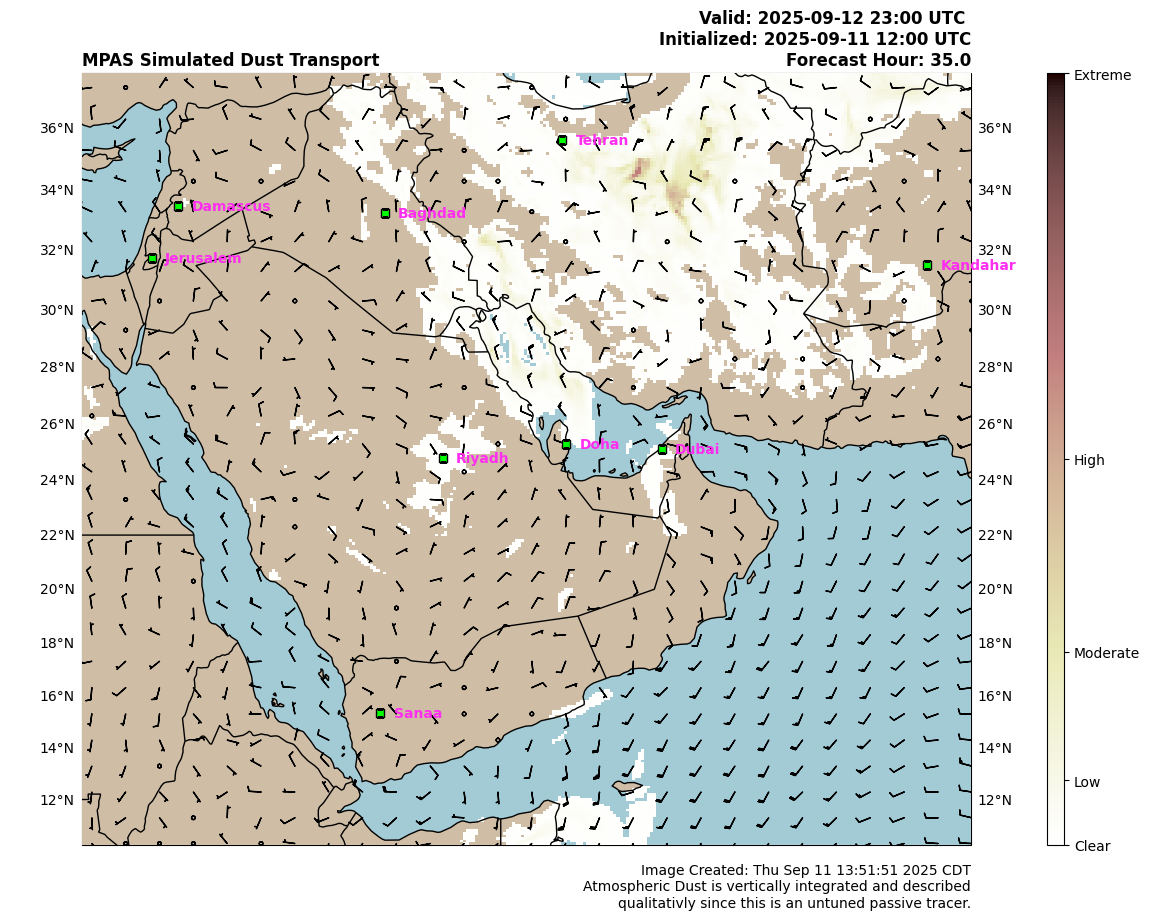 Valid: 2025-09-12 23:00 UTC
Initialized: 2025-09-11 12:00 UTC
MPAS Simulated Dust Transport
Forecast Hour: 35.0
Extreme
36°N
36°N
Tehran
34°N
34°N
Damascus
Baghdad
32°N
32°N
Jerusalem
Kandahar
30°N
30°N
28°N
28°N
26°N
26°N
Doha
Dubai
Riyadh
High
24°N
24°N
22°N
22°N
20°N
20°N
18°N
18°N
Moderate
16°N
16°N
Sanaa
14°N
14°N
Low
12°N
12°N
Clear
Image Created: Thu Sep 11 13:51:51 2025 CDT
Atmospheric Dust is vertically integrated and described
qualitativly since this is an untuned passive tracer.